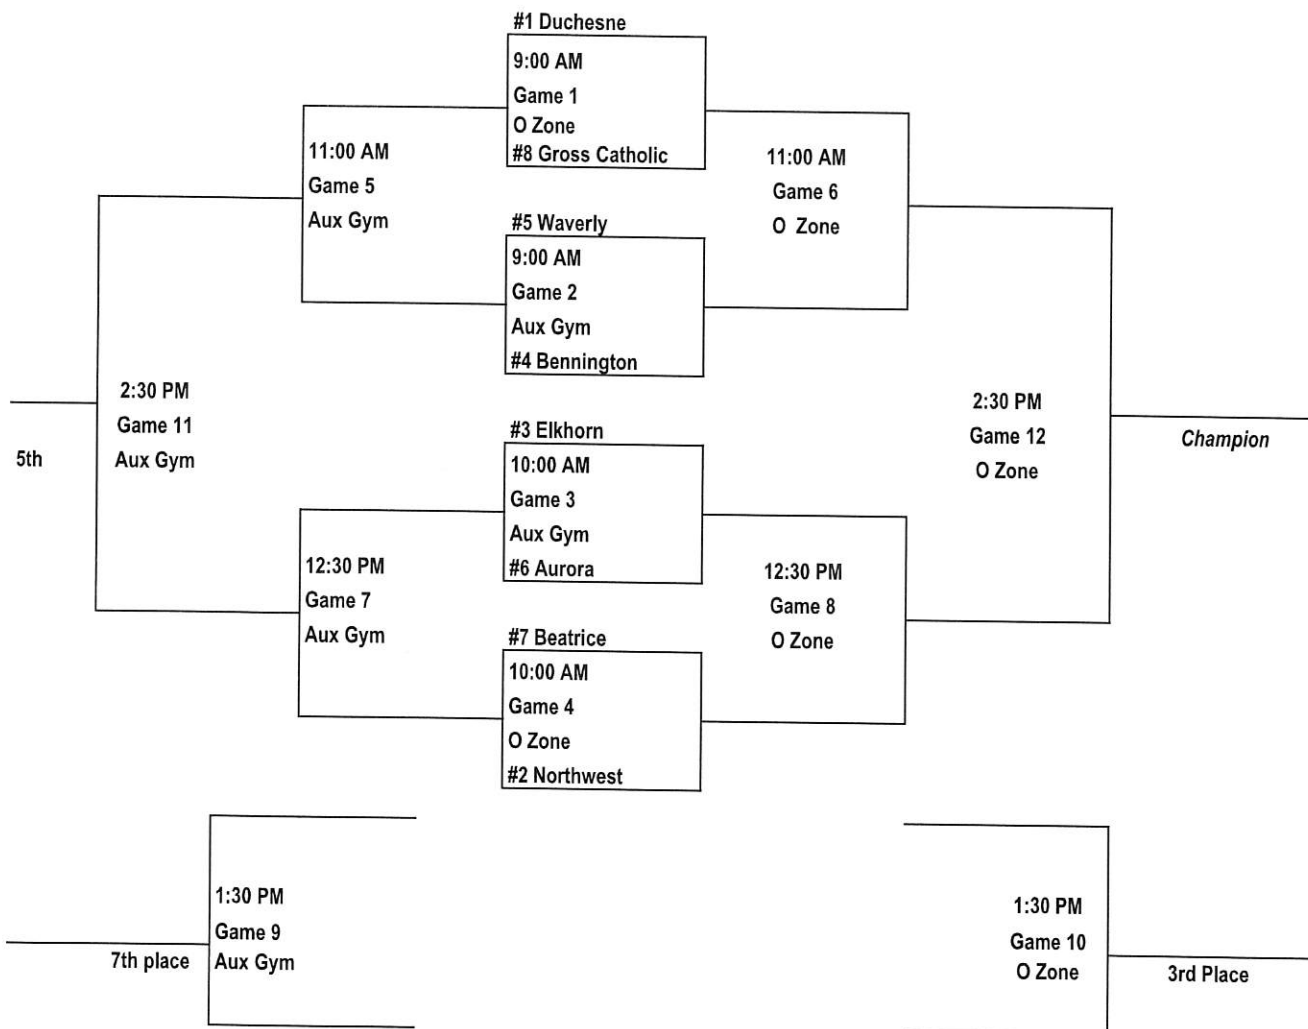 #1 Duchesne
9:00 AM
Game 1
O Zone
#8 Gross Catholic
11:00 AM
Game 5
Aux Gym
11:00 AM
Game 6
O Zone
#5 Waverly
9:00 AM
Game 2
Aux Gym
#4 Bennington
2:30 PM
Game 11
Aux Gym
5th
2:30 PM
Game 12
O Zone
Champion
#3 Elkhorn
10:00 AM
Game 3
Aux Gym
#6 Aurora
12:30 PM
Game 7
Aux Gym
12:30 PM
Game 8
O Zone
#7 Beatrice
10:00 AM
Game 4
O Zone
#2 Northwest
1:30 PM
Game 9
Aux Gym
7th place
1:30 PM
Game 10
O Zone
3rd Place